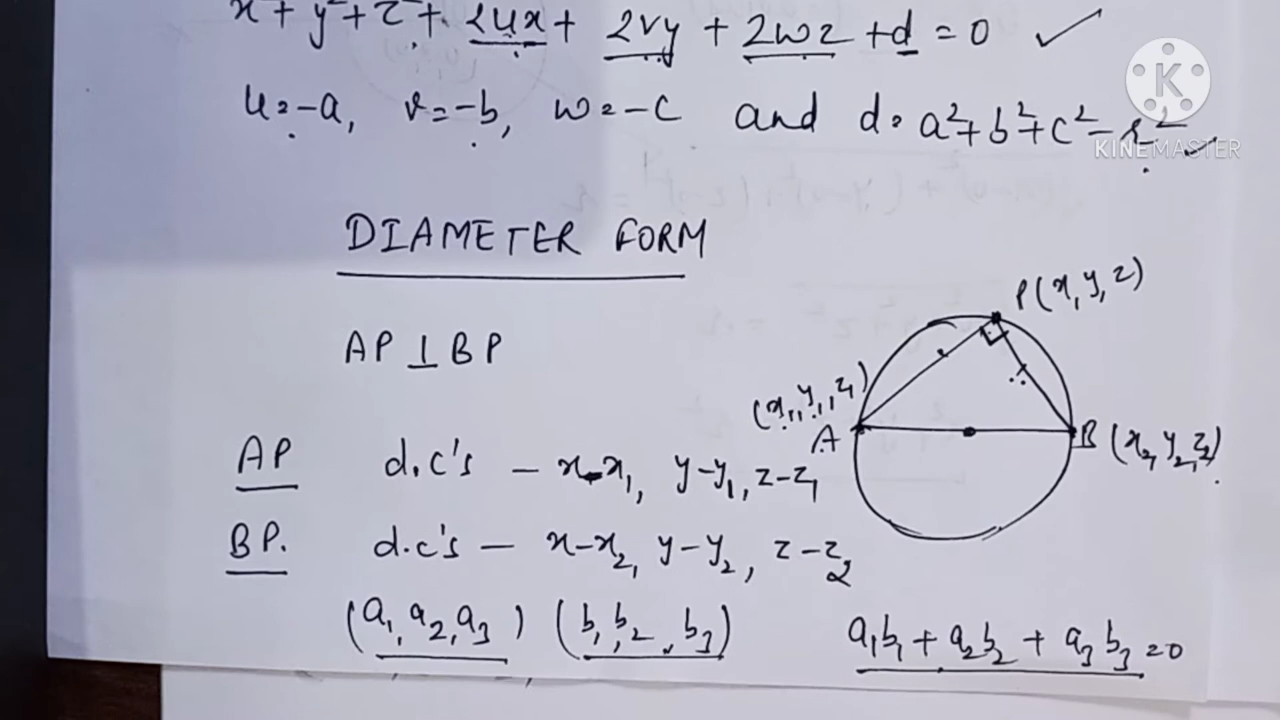 x²+ y²+ z²+ 2ux + 2vy + 2wz + d = 0 ✓
u=-a, v=-b, w=-c and d= a²+b²+c²-r² ✓
K
KINEMASTER
DIAMETER FORM
P(x,y,z)
AP ⊥ BP
(x₁,y₁,z₁)
A
B (x₂,y₂,z₂)
AP d.c's - x-x₁, y-y₁, z-z₁
BP. d.c's - x-x₂, y-y₂, z-z₂
(a₁,a₂,a₃) (b₁,b₂,b₃) a₁b₁ + a₂b₂ + a₃b₃ =0